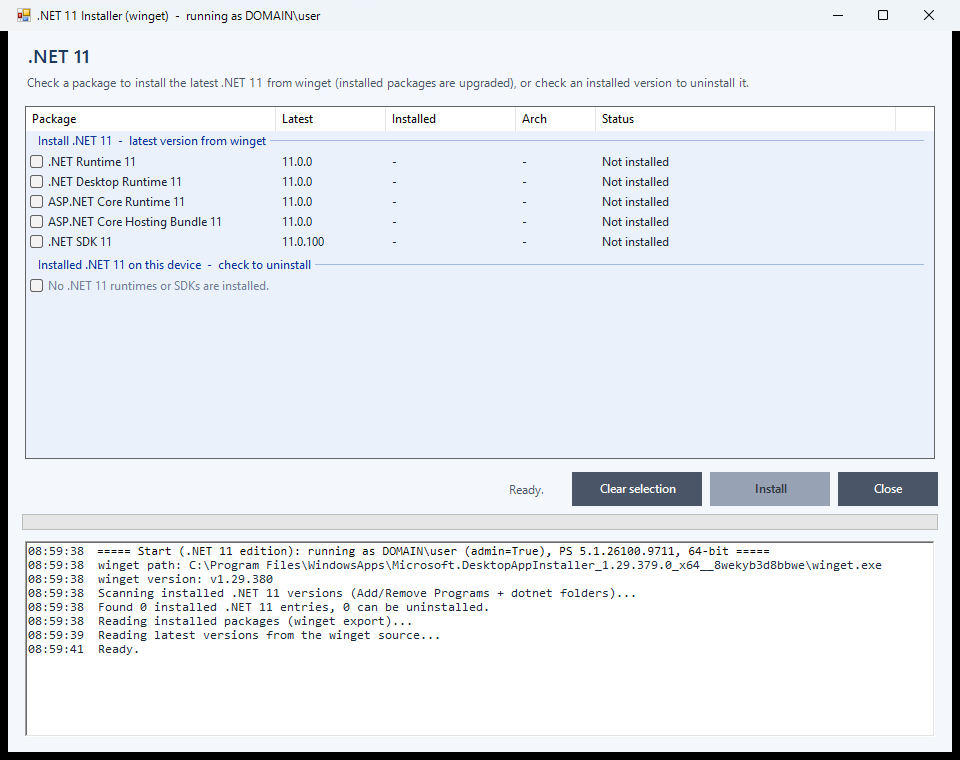 .NET 11 Installer (winget)  -  running as DOMAIN\user
.NET 11
Check a package to install the latest .NET 11 from winget (installed packages are upgraded), or check an installed version to uninstall it.
Package Latest Installed Arch Status
Install .NET 11  -  latest version from winget
.NET Runtime 11 11.0.0 - - Not installed
.NET Desktop Runtime 11 11.0.0 - - Not installed
ASP.NET Core Runtime 11 11.0.0 - - Not installed
ASP.NET Core Hosting Bundle 11 11.0.0 - - Not installed
.NET SDK 11 11.0.100 - - Not installed
Installed .NET 11 on this device  -  check to uninstall
No .NET 11 runtimes or SDKs are installed.
Ready. Clear selection Install Close
08:59:38  ===== Start (.NET 11 edition): running as DOMAIN\user (admin=True), PS 5.1.26100.9711, 64-bit =====
08:59:38  winget path: C:\Program Files\WindowsApps\Microsoft.DesktopAppInstaller_1.29.379.0_x64__8wekyb3d8bbwe\winget.exe
08:59:38  winget version: v1.29.380
08:59:38  Scanning installed .NET 11 versions (Add/Remove Programs + dotnet folders)...
08:59:38  Found 0 installed .NET 11 entries, 0 can be uninstalled.
08:59:38  Reading installed packages (winget export)...
08:59:39  Reading latest versions from the winget source...
08:59:41  Ready.